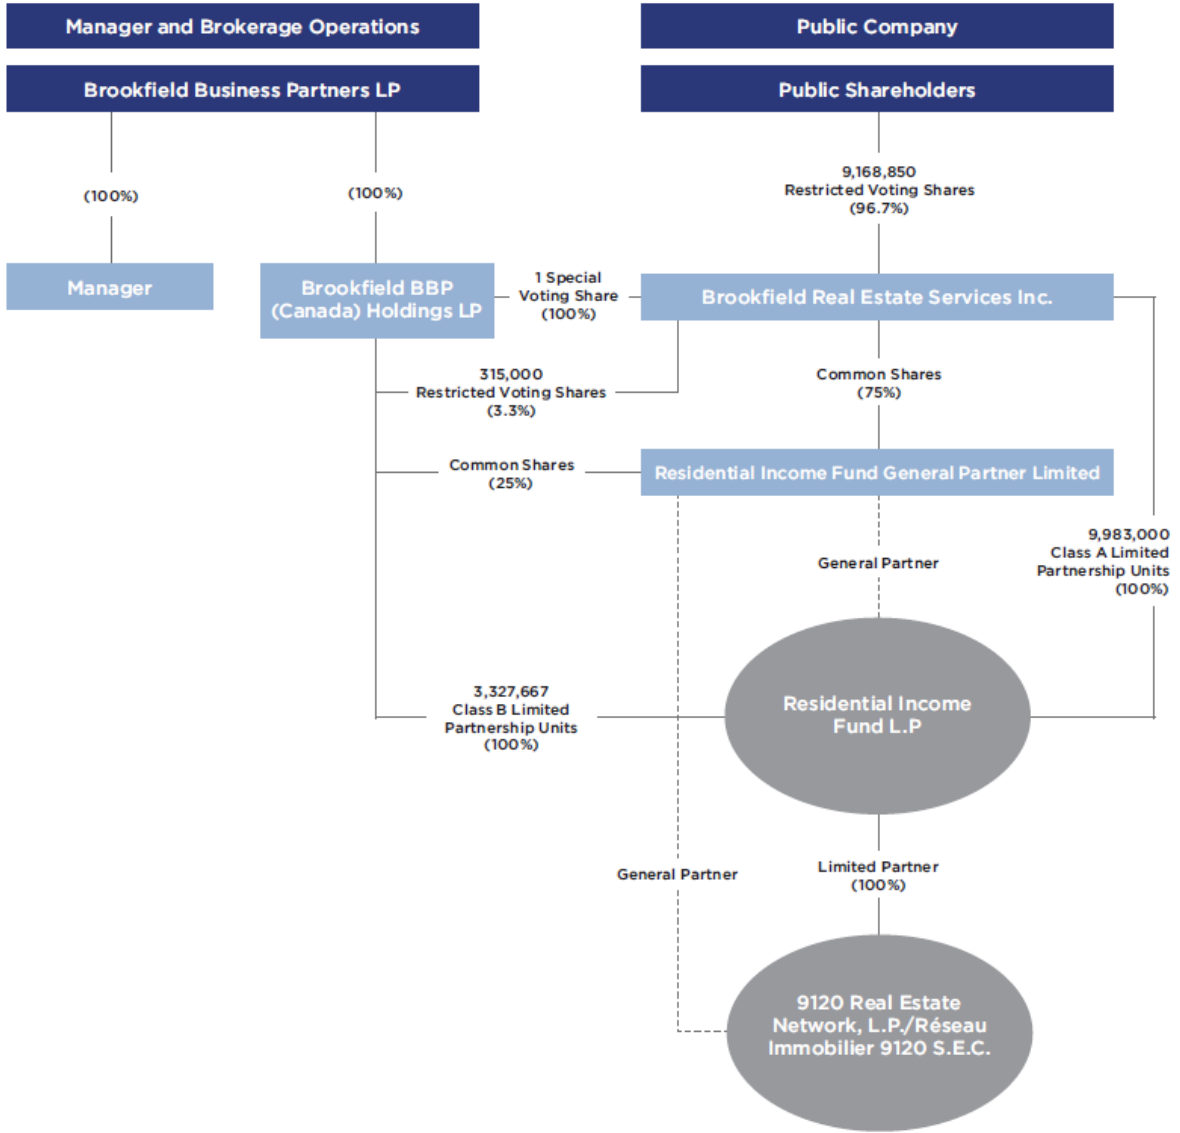 Manager and Brokerage Operations
Public Company
Brookfield Business Partners LP
Public Shareholders
(100%)
(100%)
9,168,850
Restricted Voting Shares
(96.7%)
Manager
Brookfield BBP
(Canada) Holdings LP
1 Special
Voting Share
(100%)
Brookfield Real Estate Services Inc.
315,000
Restricted Voting Shares
(3.3%)
Common Shares
(75%)
Common Shares
(25%)
Residential Income Fund General Partner Limited
General Partner
9,983,000
Class A Limited
Partnership Units
(100%)
3,327,667
Class B Limited
Partnership Units
(100%)
Residential Income
Fund L.P
General Partner
Limited Partner
(100%)
9120 Real Estate
Network, L.P./Réseau
Immobilier 9120 S.E.C.